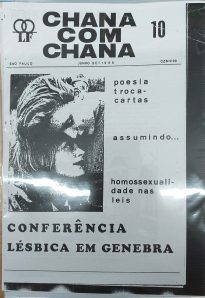 LF
CHANA
COM
CHANA
10
SÃO PAULO
poesia
troca-
cartas
assumindo...
homossexuali-
dade nas
leis
CONFERÊNCIA
LÉSBICA EM GENEBRA